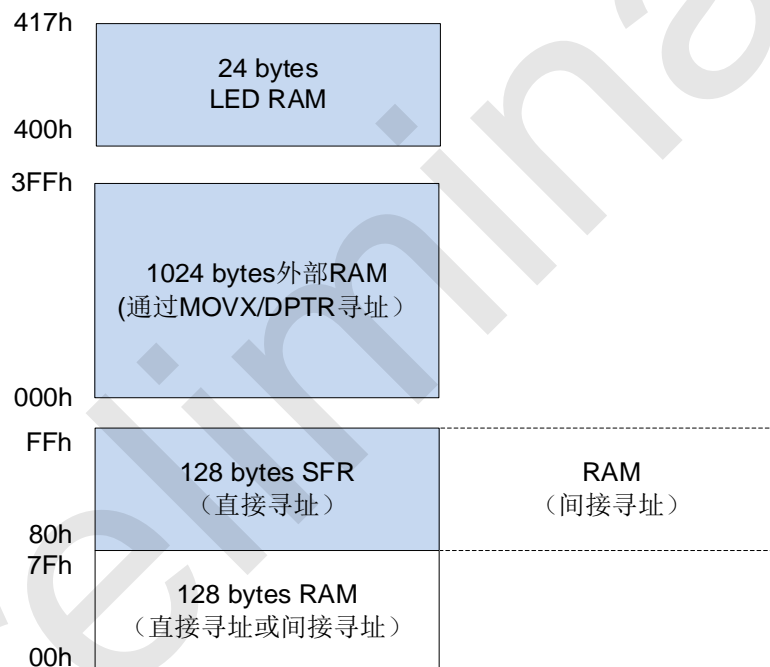 417h
24 bytes
LED RAM
400h
3FFh
1024 bytes外部RAM
(通过MOVX/DPTR寻址）
000h
FFh
128 bytes SFR
（直接寻址）
RAM
（间接寻址）
80h
7Fh
128 bytes RAM
（直接寻址或间接寻址）
00h
elimina